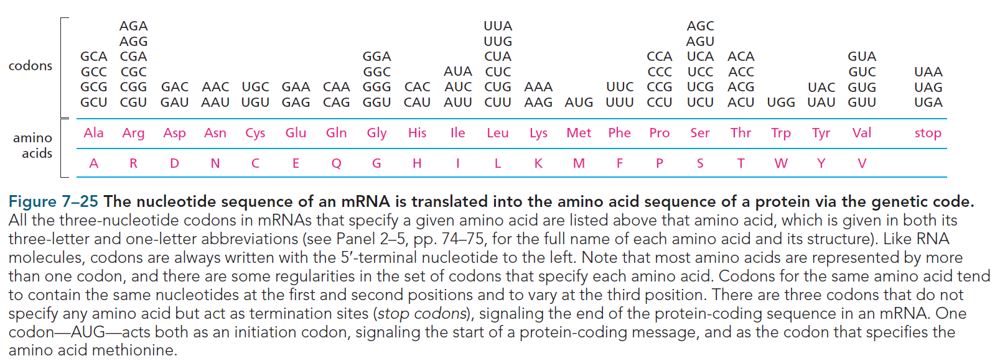 AGA UUA AGC
AGG UUG AGU
GCA CGA GGA CUA CCA UCA ACA GUA
codons GCC CGC GGC AUA CUC CCC UCC ACC GUC UAA
GCG CGG GAC AAC UGC GAA CAA GGG CAC AUC CUG AAA UUC CCG UCG ACG UAC GUG UAG
GCU CGU GAU AAU UGU GAG CAG GGU CAU AUU CUU AAG AUG UUU CCU UCU ACU UGG UAU GUU UGA
amino acids Ala Arg Asp Asn Cys Glu Gln Gly His Ile Leu Lys Met Phe Pro Ser Thr Trp Tyr Val stop
A R D N C E Q G H I L K M F P S T W Y V
Figure 7–25 The nucleotide sequence of an mRNA is translated into the amino acid sequence of a protein via the genetic code.
All the three-nucleotide codons in mRNAs that specify a given amino acid are listed above that amino acid, which is given in both its
three-letter and one-letter abbreviations (see Panel 2–5, pp. 74–75, for the full name of each amino acid and its structure). Like RNA
molecules, codons are always written with the 5′-terminal nucleotide to the left. Note that most amino acids are represented by more
than one codon, and there are some regularities in the set of codons that specify each amino acid. Codons for the same amino acid tend
to contain the same nucleotides at the first and second positions and to vary at the third position. There are three codons that do not
specify any amino acid but act as termination sites (stop codons), signaling the end of the protein-coding sequence in an mRNA. One
codon—AUG—acts both as an initiation codon, signaling the start of a protein-coding message, and as the codon that specifies the
amino acid methionine.